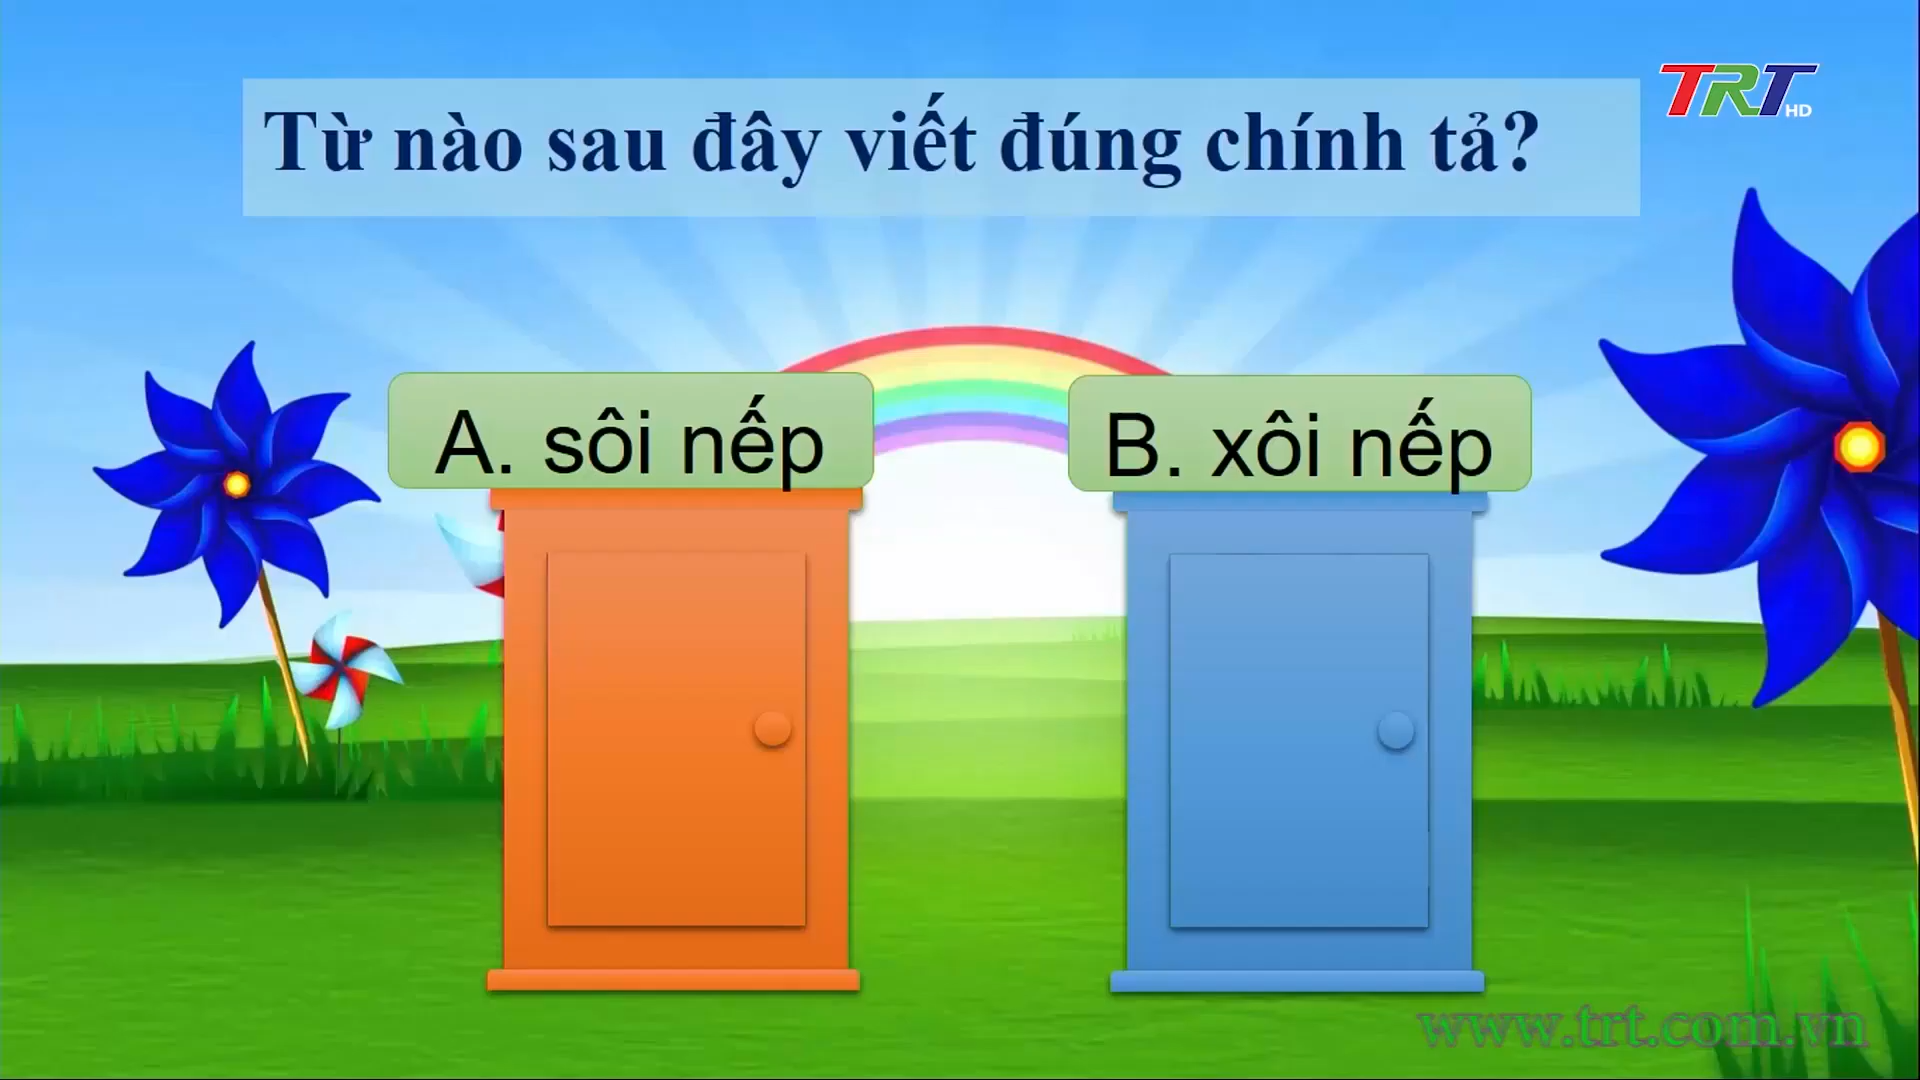 Từ nào sau đây viết đúng chính tả?
TRT HD
A. sôi nếp
B. xôi nếp
www.trt.com.vn